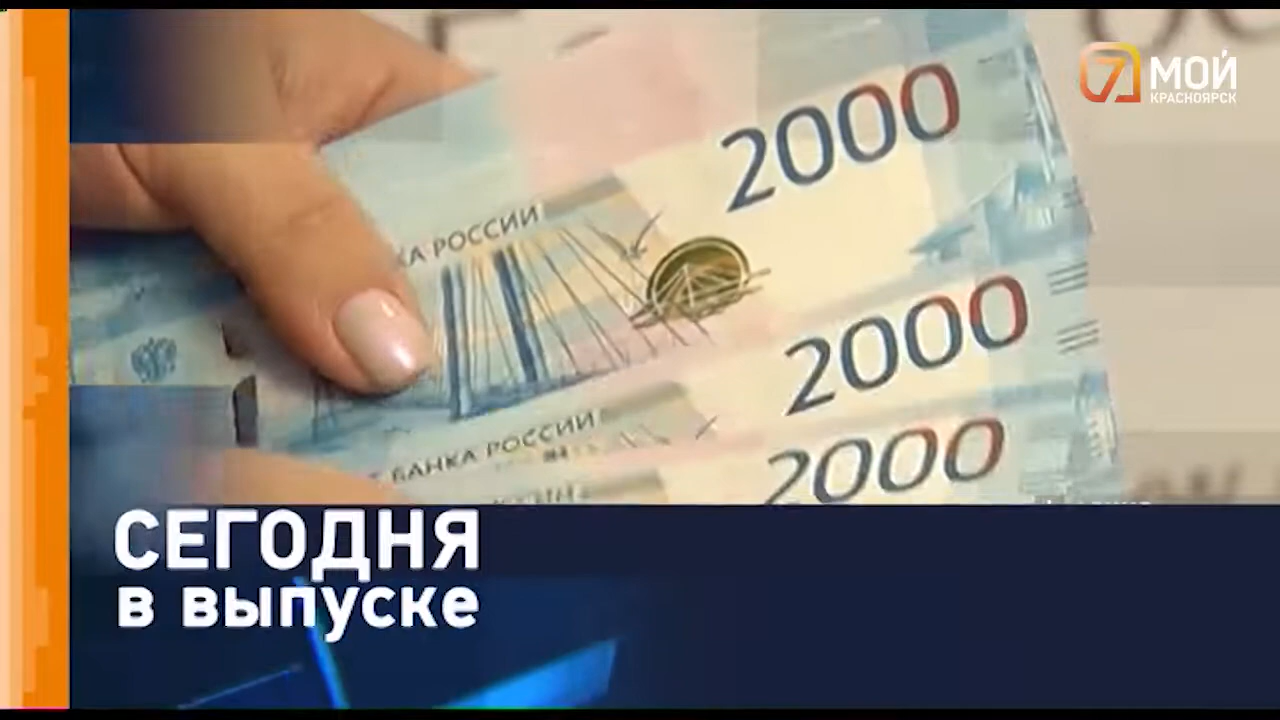 2000
МОЙ
КРАСНОЯРСК
КА РОССИИ
2000
БАНКА РОССИИ
2000
СЕГОДНЯ
в выпуске